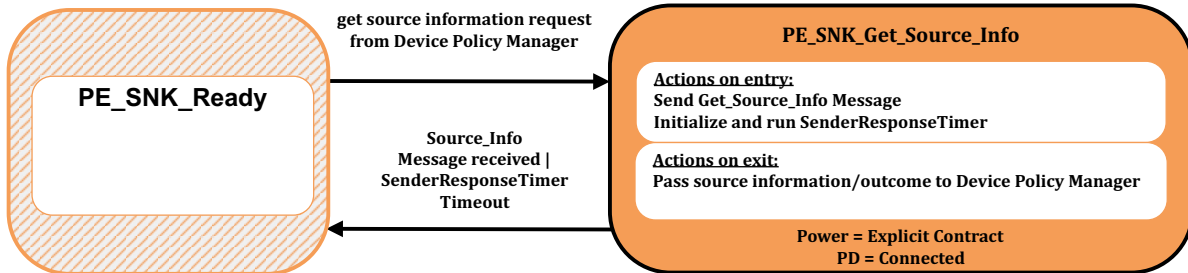 get source information request
from Device Policy Manager
PE_SNK_Ready
Source_Info
Message received |
SenderResponseTimer
Timeout
PE_SNK_Get_Source_Info
Actions on entry:
Send Get_Source_Info Message
Initialize and run SenderResponseTimer
Actions on exit:
Pass source information/outcome to Device Policy Manager
Power = Explicit Contract
PD = Connected